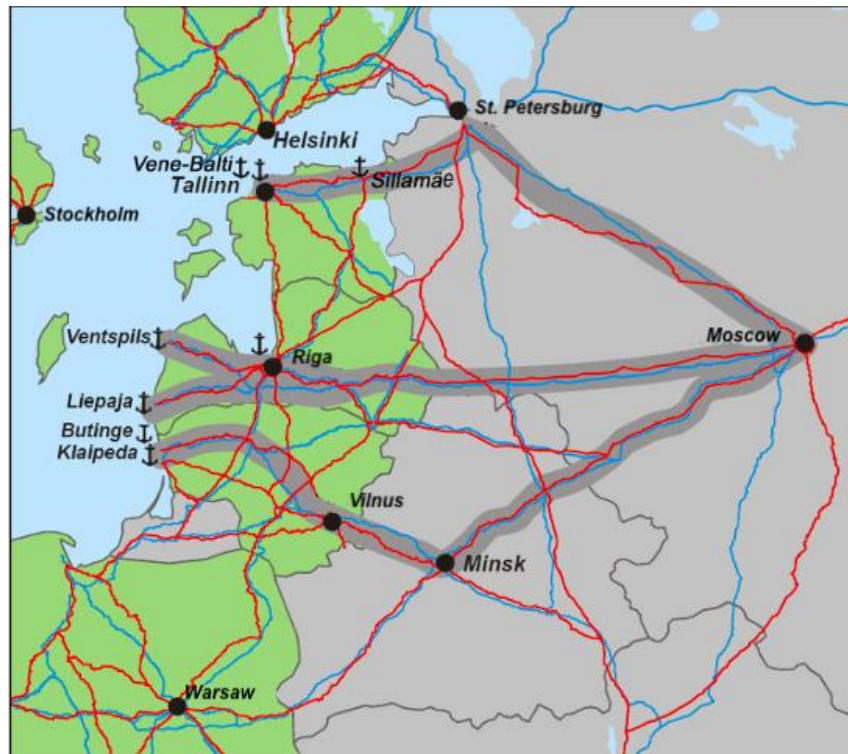 St. Petersburg
Helsinki
Vene-Balti
Tallinn
Sillamäe
Stockholm
Ventspils
Moscow
Riga
Liepaja
Butinge
Klaipeda
Vilnus
Minsk
Warsaw